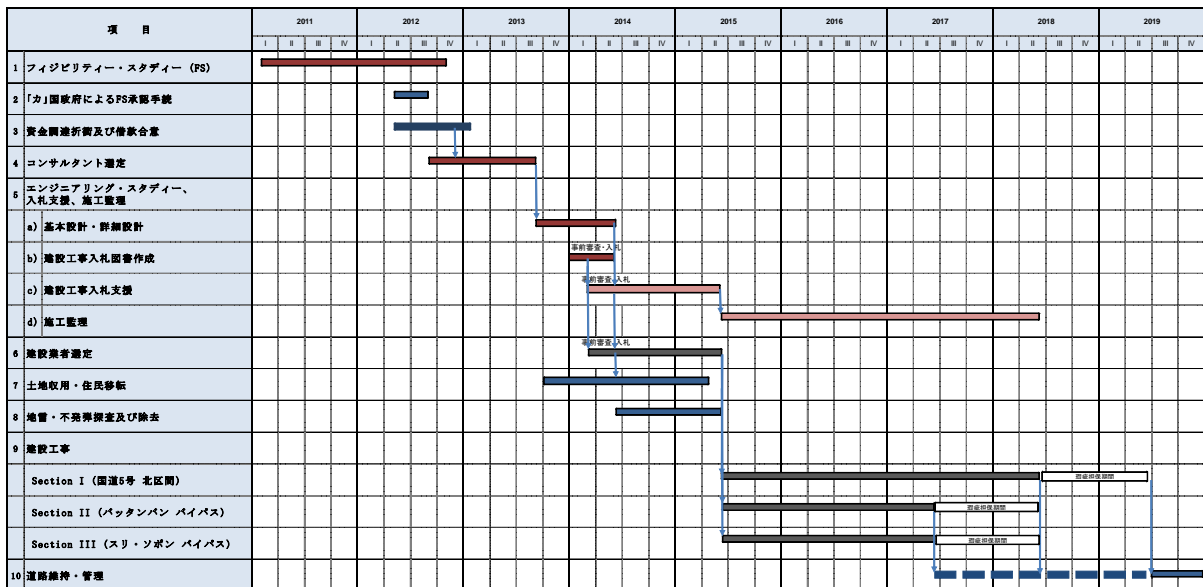 項 目
2011 2012 2013 2014 2015 2016 2017 2018 2019
I II III IV I II III IV I II III IV I II III IV I II III IV I II III IV I II III IV I II III IV I II III IV
1 フィジビリティー・スタディー (FS)
2 「カ」国政府によるFS承認手続
3 資金調達折衝及び借款合意
4 コンサルタント選定
5 エンジニアリング・スタディー、
入札支援、施工監理
a) 基本設計・詳細設計
事前審査・入札
b) 建設工事入札図書作成
事前審査・入札
c) 建設工事入札支援
d) 施工監理
事前審査・入札
6 建設業者選定
7 土地収用・住民移転
8 地雷・不発弾探査及び除去
9 建設工事
Section I (国道5号 北区間) 瑕疵担保期間
Section II (バッタンバン バイパス) 瑕疵担保期間
Section III (スリ・ソポン バイパス) 瑕疵担保期間
10 道路維持・管理